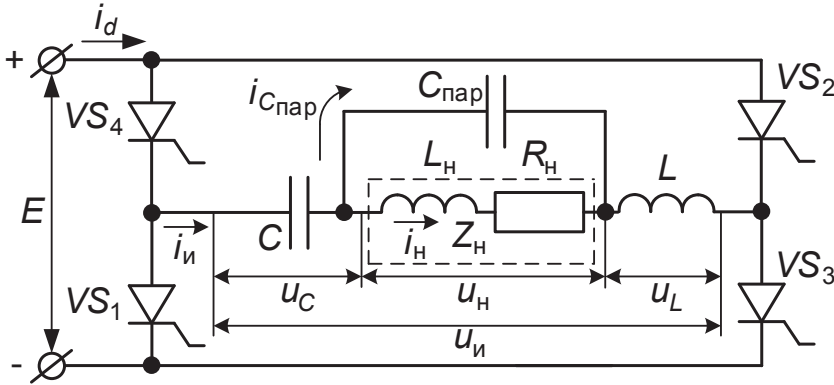 i_d
+
VS_4
i_Cпар
C_пар
VS_2
L_н
R_н
L
E
i_и
C
i_н
Z_н
VS_1
u_C
u_н
u_L
VS_3
u_и
-